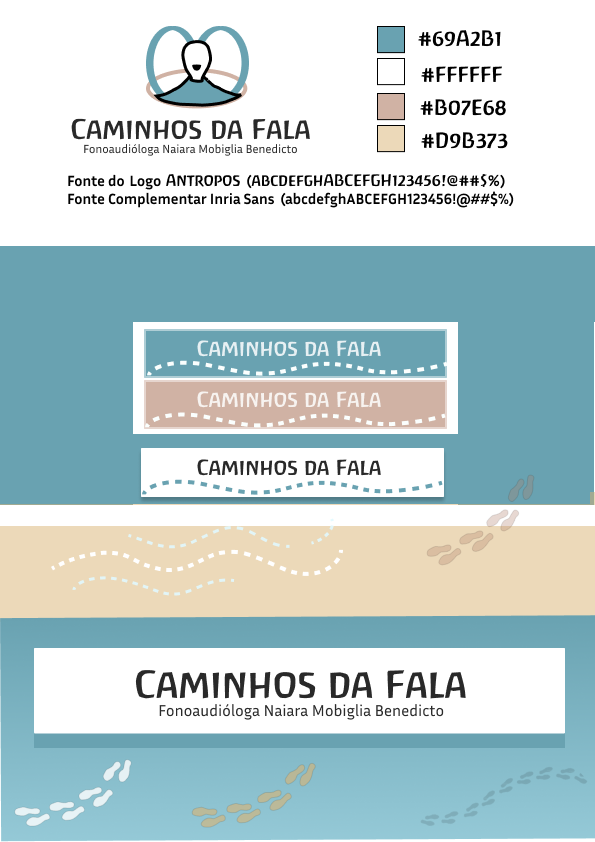 CAMINHOS DA FALA
Fonoaudióloga Naiara Mobiglia Benedicto
#69A2B1
#FFFFFF
#B07E68
#D9B373
Fonte do Logo ANTROPOS (ABCDEFGHABCEFGH123456!@##$%)
Fonte Complementar Inria Sans (abcdefghABCEFGH123456!@##$%)
CAMINHOS DA FALA
CAMINHOS DA FALA
CAMINHOS DA FALA
CAMINHOS DA FALA
Fonoaudióloga Naiara Mobiglia Benedicto